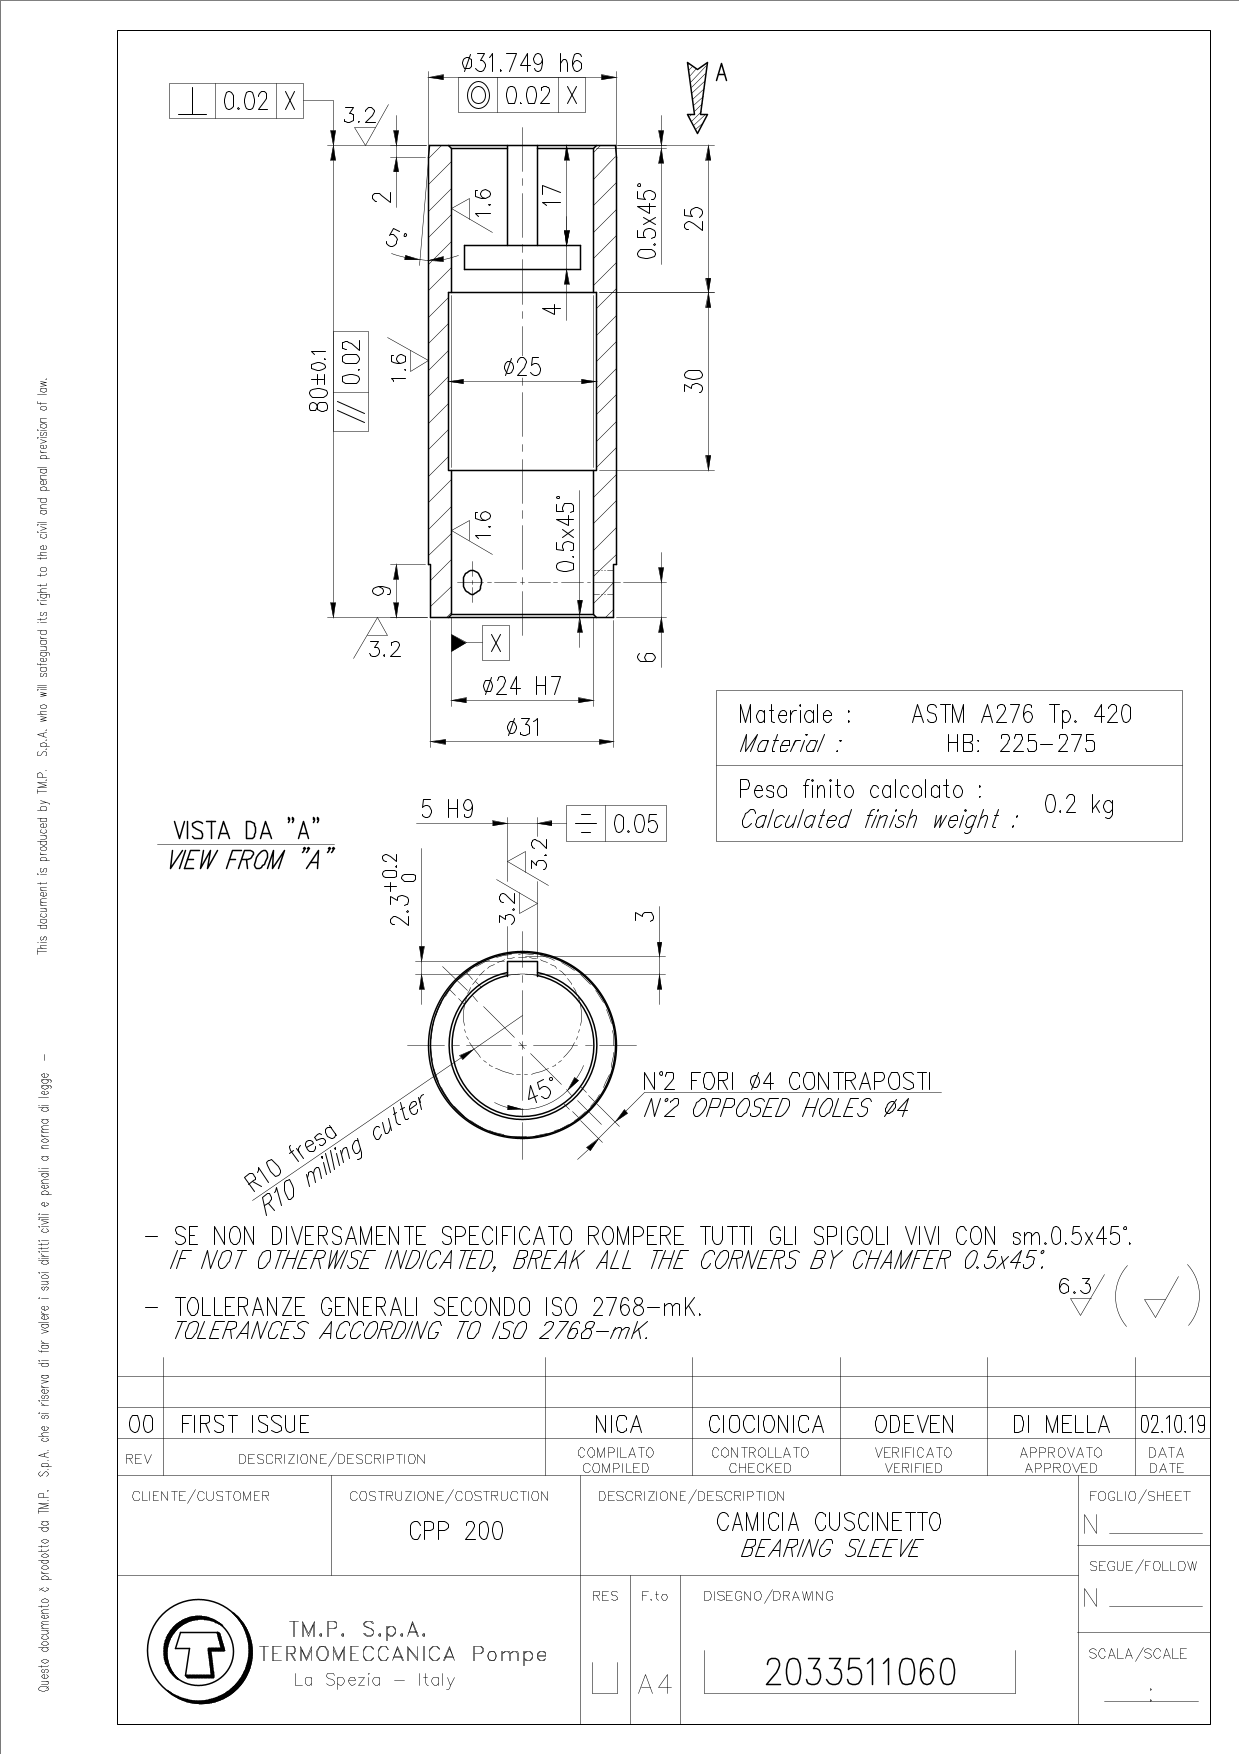 ø31.749 h6
⊥ 0.02 X
◎ 0.02 X
A
3.2
2
5°
1.6
17
4
0.5x45°
25
80±0.1
// 0.02
1.6
ø25
30
1.6
0.5x45°
9
3.2
X
6
ø24 H7
ø31
Materiale : ASTM A276 Tp. 420
Material : HB: 225-275
Peso finito calcolato :
Calculated finish weight : 0.2 kg
VISTA DA "A"
VIEW FROM "A"
5 H9
0.05
2.3 +0.2 0
3.2
3.2
3
45°
R10 fresa
R10 milling cutter
N°2 FORI ø4 CONTRAPOSTI
N°2 OPPOSED HOLES ø4
- SE NON DIVERSAMENTE SPECIFICATO ROMPERE TUTTI GLI SPIGOLI VIVI CON sm.0.5x45°.
IF NOT OTHERWISE INDICATED, BREAK ALL THE CORNERS BY CHAMFER 0.5x45°.
- TOLLERANZE GENERALI SECONDO ISO 2768-mK.
TOLERANCES ACCORDING TO ISO 2768-mK.
6.3
00 FIRST ISSUE NICA CIOCIONICA ODEVEN DI MELLA 02.10.19
REV DESCRIZIONE/DESCRIPTION COMPILATO CONTROLLATO VERIFICATO APPROVATO DATA
COMPILED CHECKED VERIFIED APPROVED DATE
CLIENTE/CUSTOMER COSTRUZIONE/COSTRUCTION DESCRIZIONE/DESCRIPTION FOGLIO/SHEET
CPP 200
CAMICIA CUSCINETTO
BEARING SLEEVE
N
SEGUE/FOLLOW
N
SCALA/SCALE
:
TM.P. S.p.A.
TERMOMECCANICA Pompe
La Spezia - Italy
RES F.to DISEGNO/DRAWING
U A4 2033511060
This dacument is produced by TM.P. S.p.A. who will safeguard its right to the civil and penal prevision of law.
Questo documento è prodotto da TM.P. S.p.A. che si riserva di far valere i suoi diritti civili e penali a norma di legge -